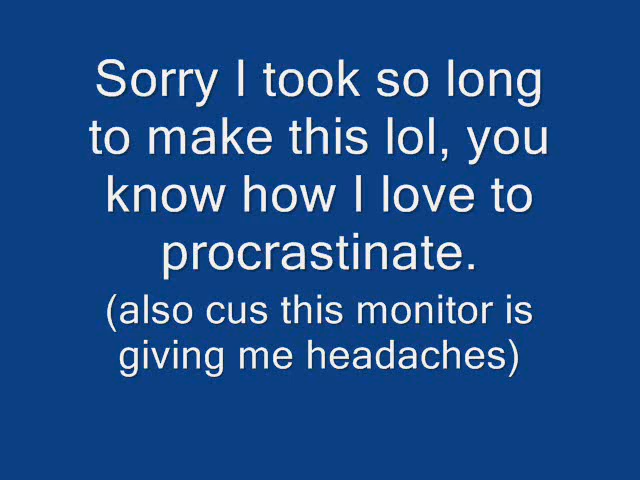 Sorry I took so long
to make this lol, you
know how I love to
procrastinate.
(also cus this monitor is
giving me headaches)